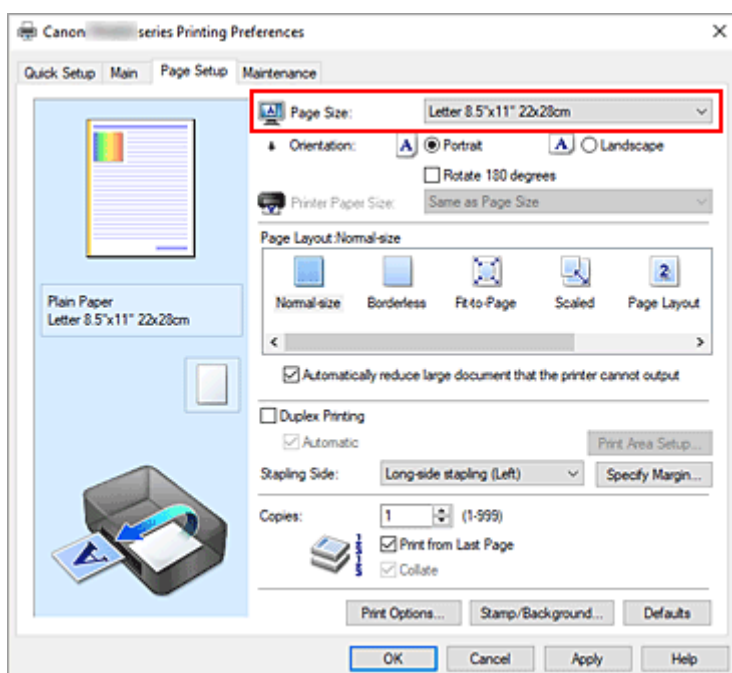 Canon series Printing Preferences
Quick Setup Main Page Setup Maintenance
Page Size: Letter 8.5"x11" 22x28cm
Orientation: A Portrait A Landscape
Rotate 180 degrees
Printer Paper Size: Same as Page Size
Page Layout:Normal-size
2
Normal-size Borderless Fit-to-Page Scaled Page Layout
Plain Paper
Letter 8.5"x11" 22x28cm
Automatically reduce large document that the printer cannot output
Duplex Printing
Automatic
Print Area Setup...
Stapling Side: Long-side stapling (Left) Specify Margin...
Copies: 1 (1-999)
Print from Last Page
Collate
A
Print Options... Stamp/Background... Defaults
OK Cancel Apply Help